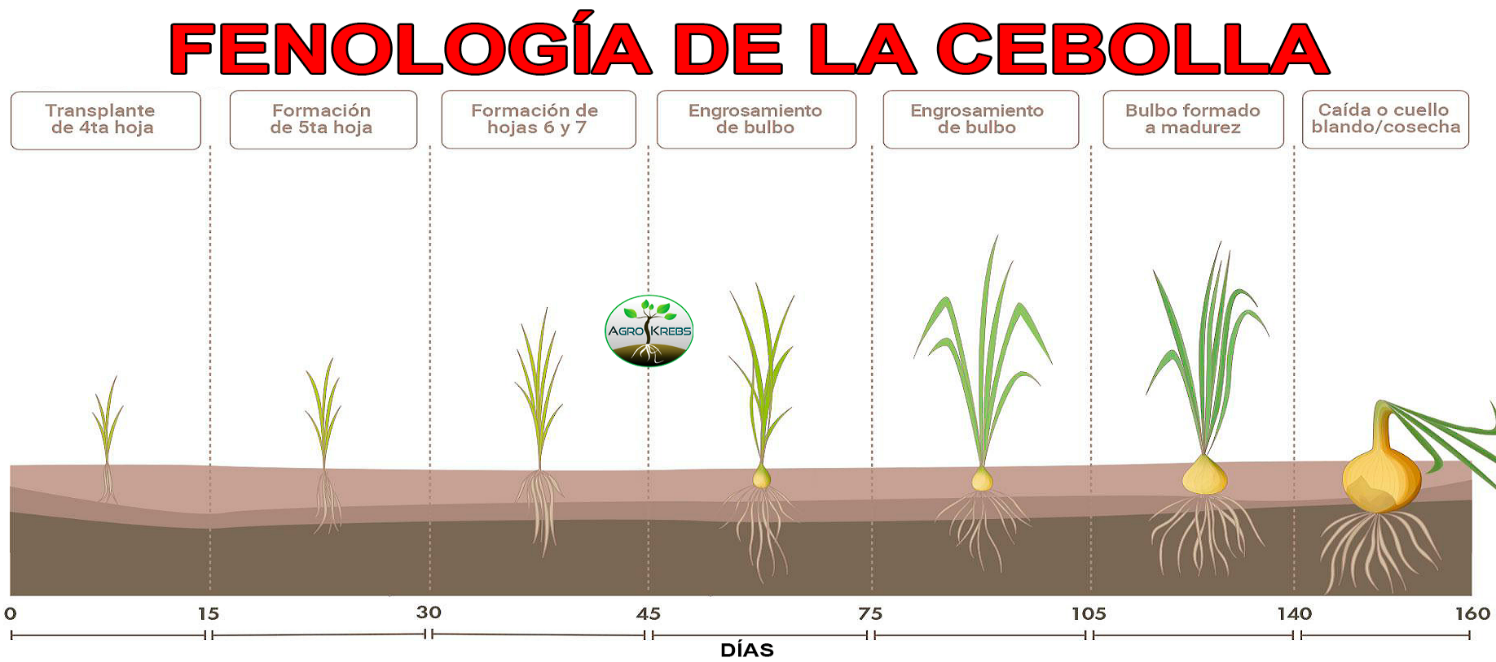 FENOLOGÍA DE LA CEBOLLA
Transplante
de 4ta hoja
Formación
de 5ta hoja
Formación de
hojas 6 y 7
Engrosamiento
de bulbo
Engrosamiento
de bulbo
Bulbo formado
a madurez
Caída o cuello
blando/cosecha
AGRO KREBS
0
15
30
45
75
105
140
160
DÍAS